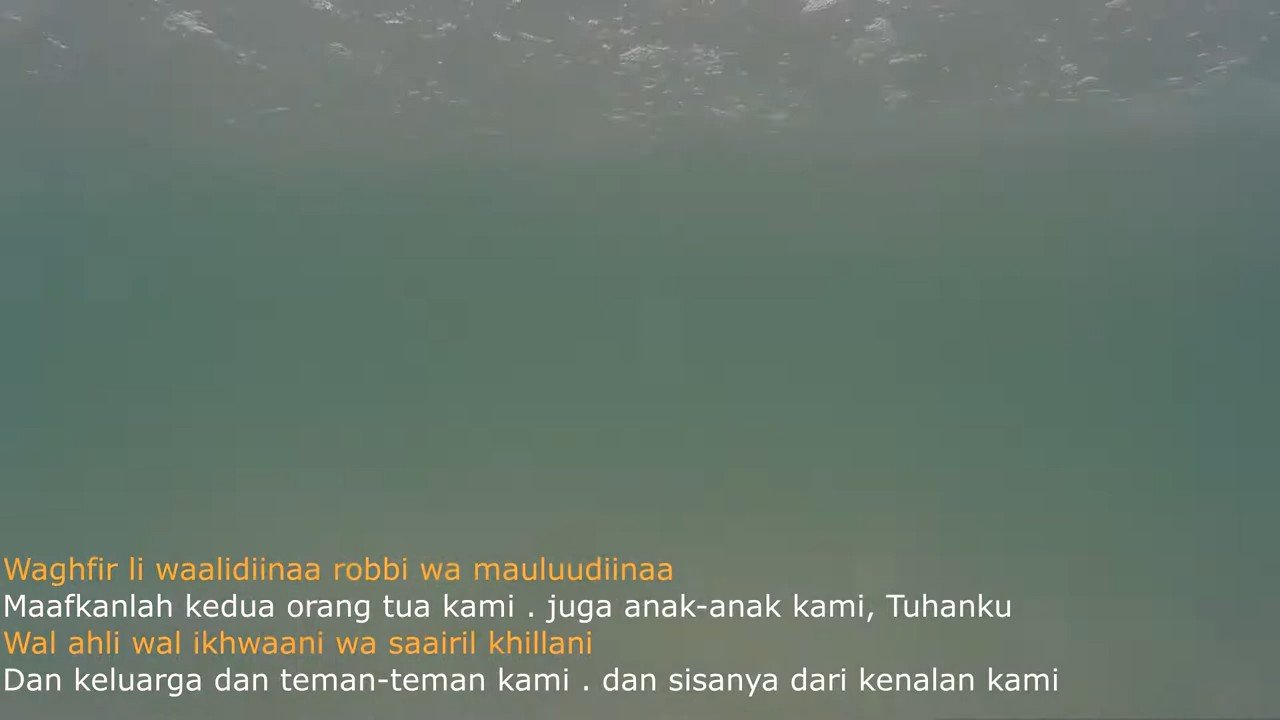 Waghfir li waalidiinaa robbi wa mauluudiinaa
Maafkanlah kedua orang tua kami . juga anak-anak kami, Tuhanku
Wal ahli wal ikhwaani wa saairil khillani
Dan keluarga dan teman-teman kami . dan sisanya dari kenalan kami